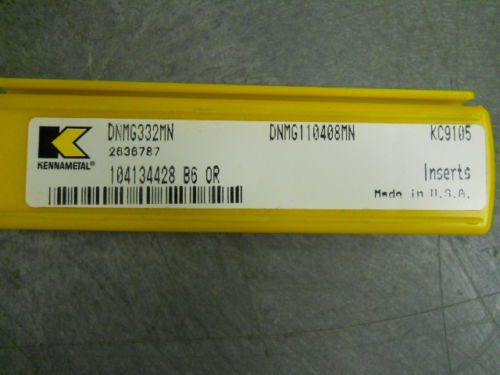 DNMG332MN DNMG110408MN KC9105
2636787
KENNAMETAL®
104134428 B6 OR Inserts
Made in U.S.A.